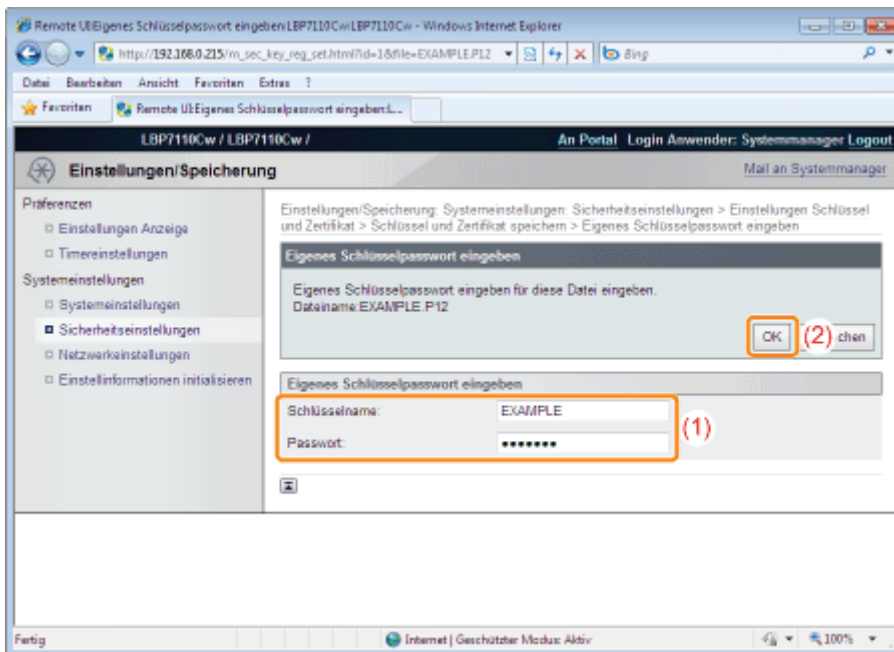 Remote UI:Eigenes Schlüsselpasswort eingeben:LBP7110Cw:LBP7110Cw - Windows Internet Explorer
http://192.168.0.215/m_sec_key_reg_set.html?id=1&file=EXAMPLE.P12
Bing
Datei Bearbeiten Ansicht Favoriten Extras ?
Favoriten
Remote UI:Eigenes Schlüsselpasswort eingeben:L...
LBP7110Cw / LBP7110Cw /
An Portal Login Anwender: Systemmanager Logout
Einstellungen/Speicherung
Mail an Systemmanager
Präferenzen
Einstellungen Anzeige
Timereinstellungen
Systemeinstellungen
Systemeinstellungen
Sicherheitseinstellungen
Netzwerkeinstellungen
Einstellinformationen initialisieren
Einstellungen/Speicherung: Systemeinstellungen: Sicherheitseinstellungen > Einstellungen Schlüssel
und Zertifikat > Schlüssel und Zertifikat speichern > Eigenes Schlüsselpasswort eingeben
Eigenes Schlüsselpasswort eingeben
Eigenes Schlüsselpasswort eingeben für diese Datei eingeben.
Dateiname:EXAMPLE.P12
OK (2) chen
Eigenes Schlüsselpasswort eingeben
Schlüsselname: EXAMPLE
(1)
Passwort: •••••••
Fertig
Internet | Geschützter Modus: Aktiv
100%